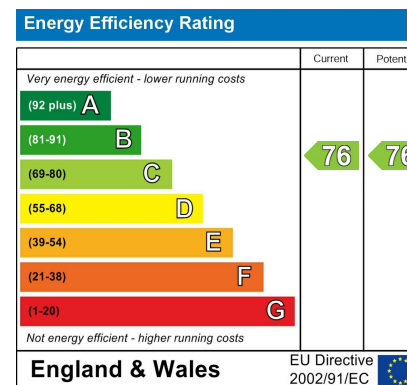 Energy Efficiency Rating
Current Potent
Very energy efficient - lower running costs
(92 plus) A
(81-91) B
(69-80) C
76 76
(55-68) D
(39-54) E
(21-38) F
(1-20) G
Not energy efficient - higher running costs
England & Wales
EU Directive
2002/91/EC